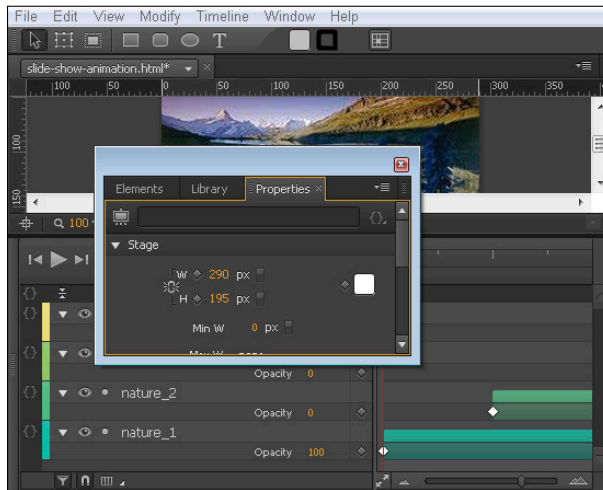 File Edit View Modify Timeline Window Help
T
slide-show-animation.html*
100 50 0 50 100 150 200 250 300 350
100
150
Elements Library Properties
100
Stage
W 290 px
H 195 px
Min W 0 px
Opacity 0
nature_2
Opacity 0
nature_1
Opacity 100